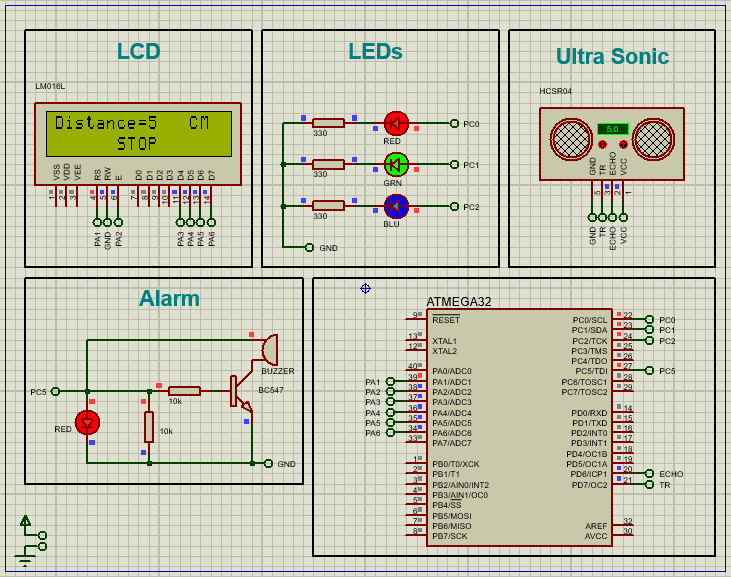 LCD
LM016L
Distance=5 CM
STOP
VSS
VDD
VEE
RS
RW
E
D0
D1
D2
D3
D4
D5
D6
D7
1
2
3
4
5
6
7
8
9
10
11
12
13
14
PA1
GND
PA2
PA3
PA4
PA5
PA6
LEDs
330
RED
PC0
330
GRN
PC1
330
BLU
PC2
GND
Ultra Sonic
HCSR04
5.0
GND
TR
ECHO
VCC
5
3
2
1
GND
TR
ECHO
VCC
Alarm
PC5
RED
10k
10k
BUZZER
BC547
GND
ATMEGA32
9 RESET
13 XTAL1
12 XTAL2
40 PA0/ADC0
PA1 39 PA1/ADC1
PA2 38 PA2/ADC2
PA3 37 PA3/ADC3
PA4 36 PA4/ADC4
PA5 35 PA5/ADC5
PA6 34 PA6/ADC6
33 PA7/ADC7
1 PB0/T0/XCK
2 PB1/T1
3 PB2/AIN0/INT2
4 PB3/AIN1/OC0
5 PB4/SS
6 PB5/MOSI
7 PB6/MISO
8 PB7/SCK
PC0/SCL 22 PC0
PC1/SDA 23 PC1
PC2/TCK 24 PC2
PC3/TMS 25
PC4/TDO 26
PC5/TDI 27 PC5
PC6/TOSC1 28
PC7/TOSC2 29
PD0/RXD 14
PD1/TXD 15
PD2/INT0 16
PD3/INT1 17
PD4/OC1B 18
PD5/OC1A 19
PD6/ICP1 20 ECHO
PD7/OC2 21 TR
AREF 32
AVCC 30